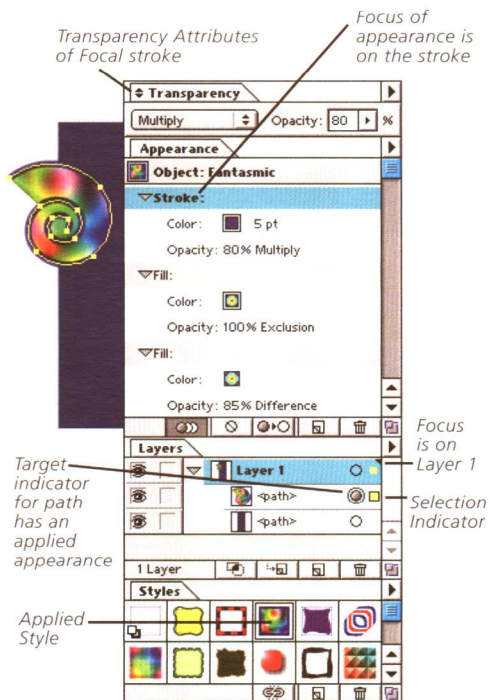 Transparency Attributes
of Focal stroke
Focus of
appearance is
on the stroke
Transparency
Multiply
Opacity: 80 %
Appearance
Object: Fantasmic
Stroke:
Color: 5 pt
Opacity: 80% Multiply
Fill:
Color:
Opacity: 100% Exclusion
Fill:
Color:
Opacity: 85% Difference
Focus
is on
Layer 1
Layers
Layer 1
<path>
<path>
Target
indicator
for path
has an
applied
appearance
Selection
Indicator
1 Layer
Styles
Applied
Style